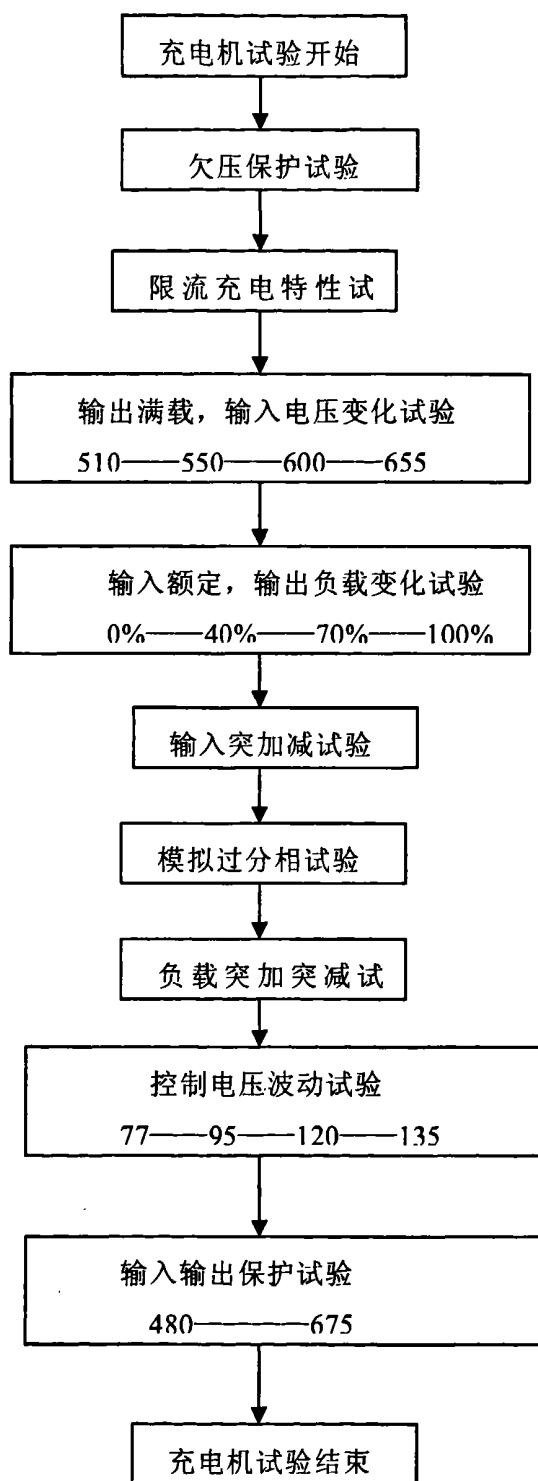 充电机试验开始
欠压保护试验
限流充电特性试
输出满载，输入电压变化试验
510——550——600——655
输入额定，输出负载变化试验
0%——40%——70%——100%
输入突加减试验
模拟过分相试验
负载突加突减试
控制电压波动试验
77——95——120——135
输入输出保护试验
480————675
充电机试验结束